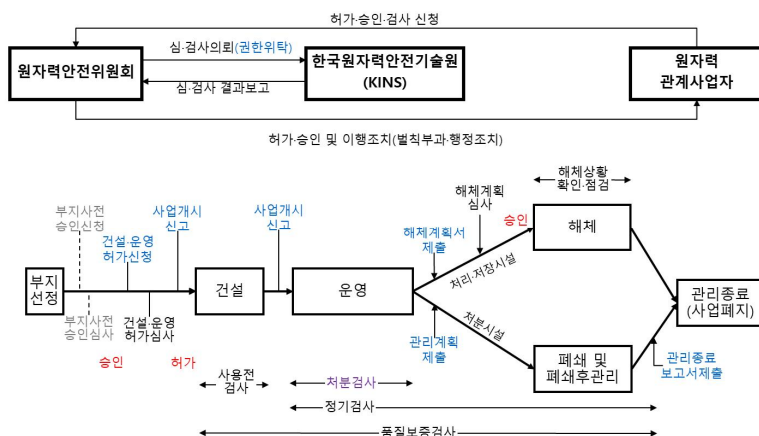 허가·승인·검사 신청
원자력안전위원회
심·검사의뢰(권한위탁)
심·검사 결과보고
한국원자력안전기술원
(KINS)
원자력
관계사업자
허가·승인 및 이행조치(벌칙부과·행정조치)
부지사전
승인신청
건설·운영
허가신청
사업개시
신고
사업개시
신고
해체계획서
제출
해체계획
심사
승인
해체상황
확인·점검
부지
선정
건설
운영
처리·저장시설
처분시설
해체
관리종료
(사업폐지)
부지사전
승인심사
건설·운영
허가심사
승인
허가
관리계획
제출
폐쇄 및
폐쇄후관리
관리종료
보고서제출
사용전
검사
처분검사
정기검사
품질보증검사